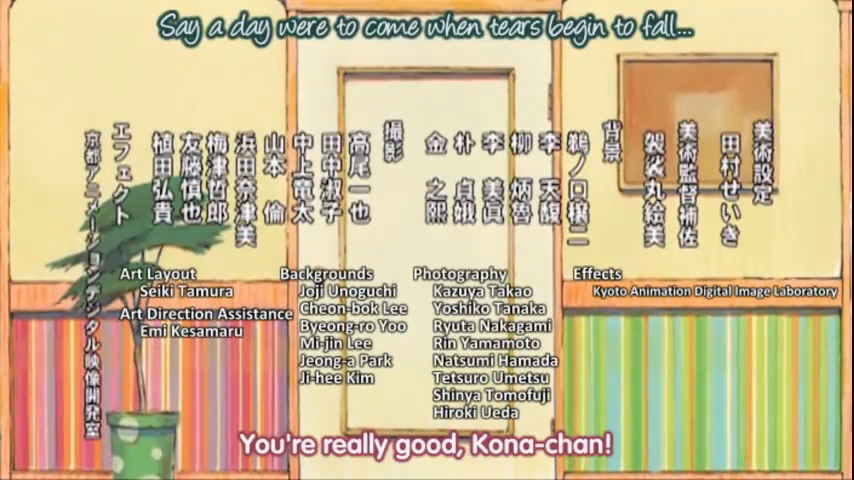 Say a day were to come when tears begin to fall...
美術設定
田村せいき
美術監督補佐
袈裟丸絵美
背景
鵜ノ口穣二
李 天馥
柳 炳魯
李 美眞
朴 貞娥
金 之熙
撮影
高尾一也
田中淑子
中上竜太
山本 倫
浜田奈津美
梅津哲郎
友藤慎也
植田弘貴
エフェクト
京都アニメーションデジタル映像開発室
Art Layout
Seiki Tamura
Art Direction Assistance
Emi Kesamaru
Backgrounds
Joji Unoguchi
Cheon-bok Lee
Byeong-ro Yoo
Mi-jin Lee
Jeong-a Park
Ji-hee Kim
Photography
Kazuya Takao
Yoshiko Tanaka
Ryuta Nakagami
Rin Yamamoto
Natsumi Hamada
Tetsuro Umetsu
Shinya Tomofuji
Hiroki Ueda
Effects
Kyoto Animation Digital Image Laboratory
You're really good, Kona-chan!